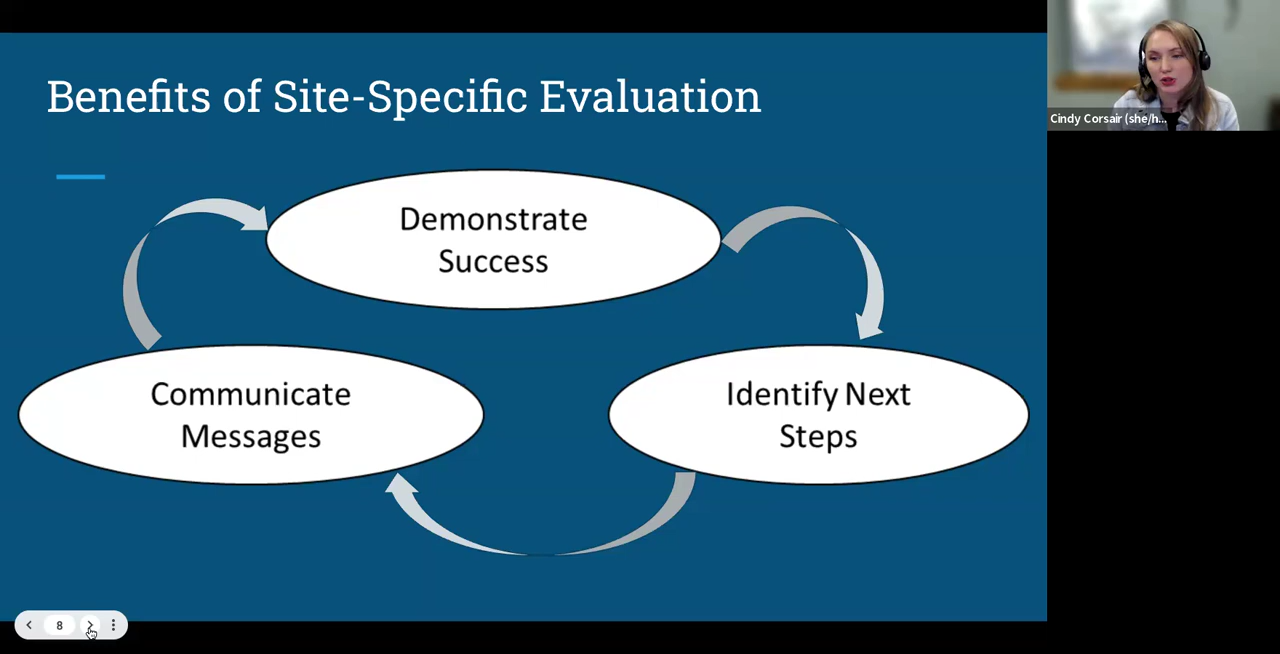 Benefits of Site-Specific Evaluation
Cindy Corsair (she/h...
Demonstrate
Success
Communicate
Messages
Identify Next
Steps
8